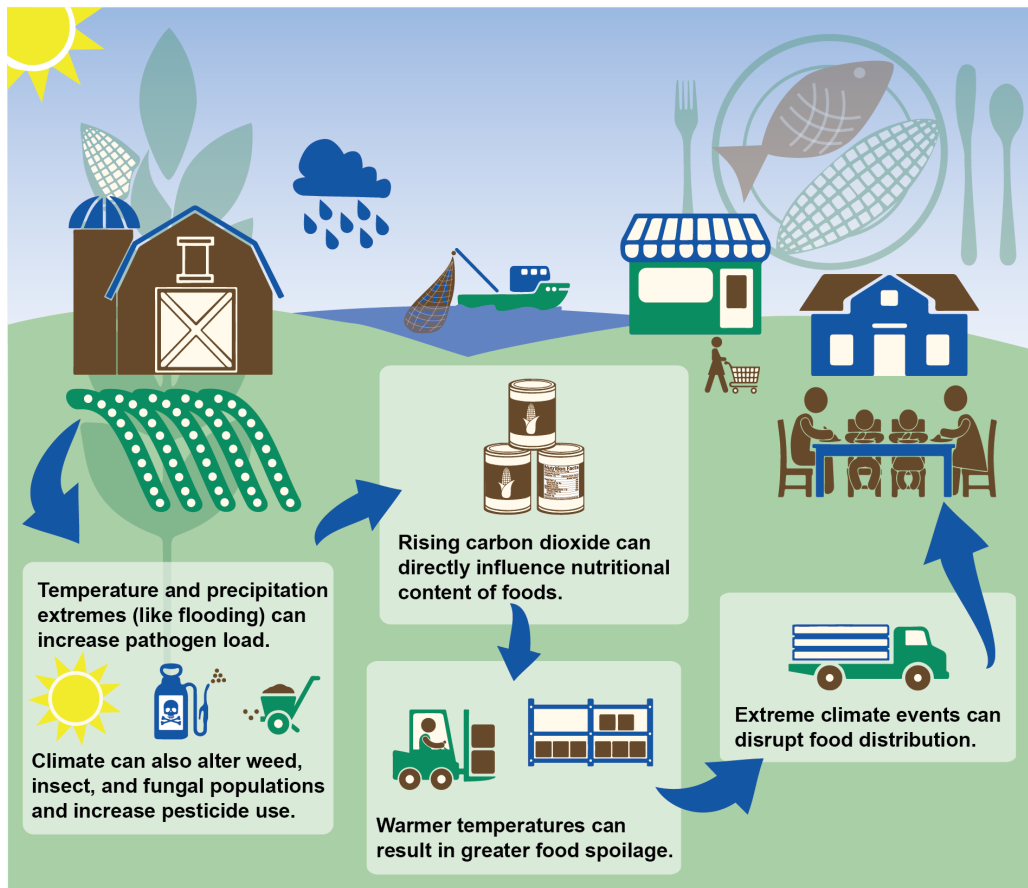 Nutrition Facts
Rising carbon dioxide can
directly influence nutritional
content of foods.
Temperature and precipitation
extremes (like flooding) can
increase pathogen load.
Climate can also alter weed,
insect, and fungal populations
and increase pesticide use.
Warmer temperatures can
result in greater food spoilage.
Extreme climate events can
disrupt food distribution.